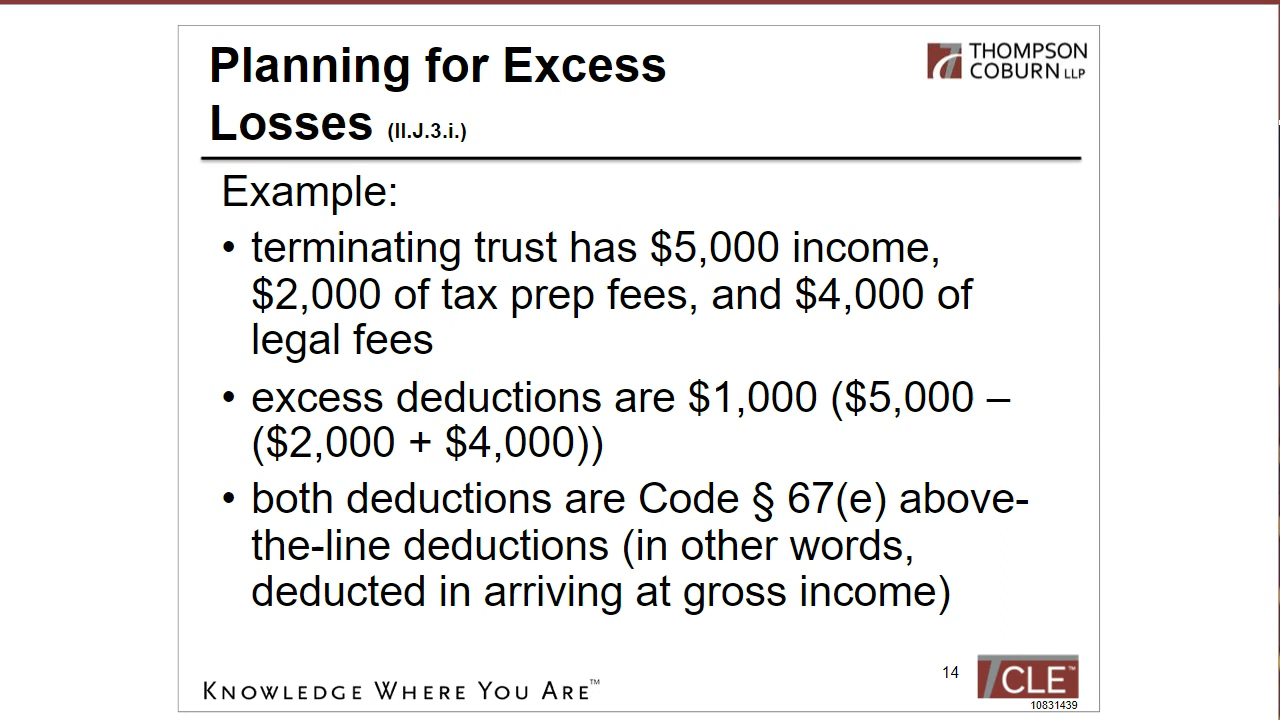 Planning for Excess
Losses (II.J.3.i.)
THOMPSON
COBURN LLP
Example:
• terminating trust has $5,000 income,
$2,000 of tax prep fees, and $4,000 of
legal fees
• excess deductions are $1,000 ($5,000 –
($2,000 + $4,000))
• both deductions are Code § 67(e) above-
the-line deductions (in other words,
deducted in arriving at gross income)
KNOWLEDGE WHERE YOU ARE™
14
TCLE™
10831439